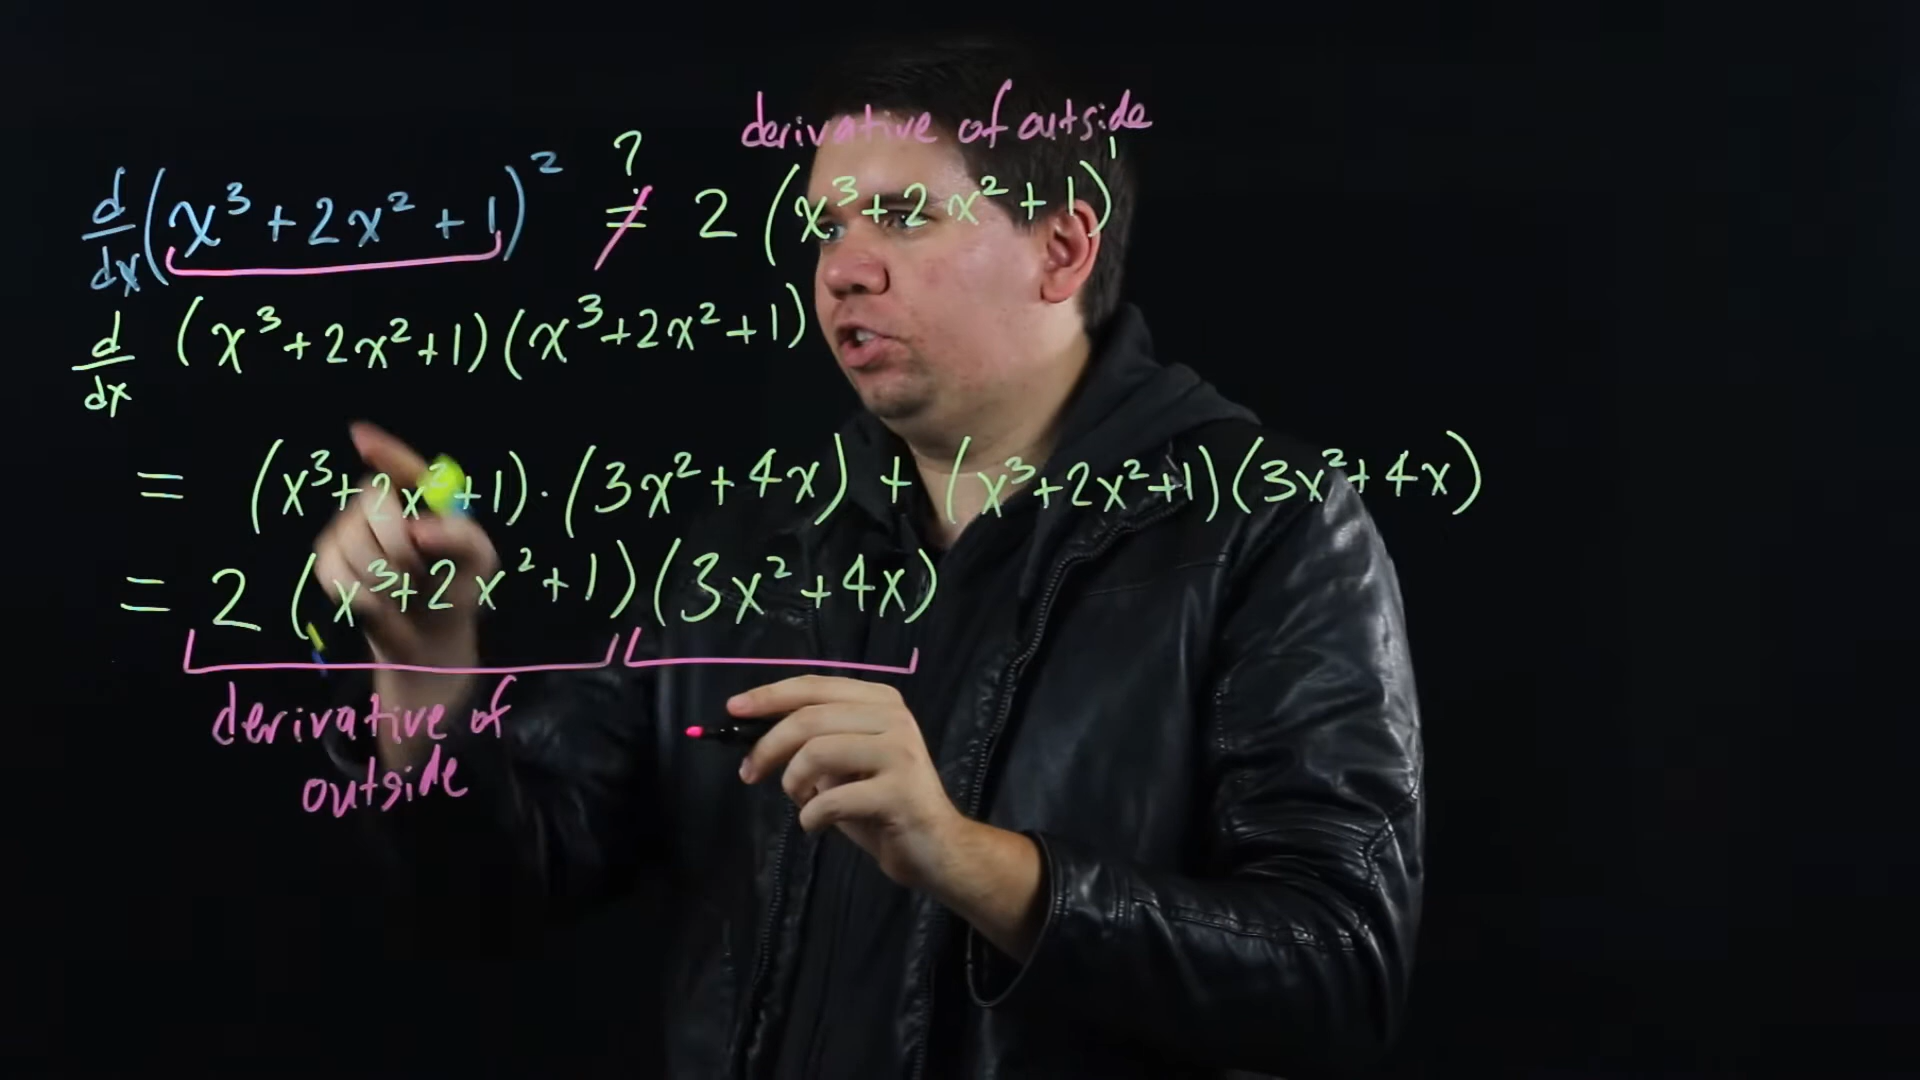 derivative of outside
d/dx (x³ + 2x² + 1)² ≠ ? 2 (x³ + 2x² + 1)¹
d/dx (x³ + 2x² + 1)(x³ + 2x² + 1)
= (x³ + 2x² + 1) · (3x² + 4x) + (x³ + 2x² + 1)(3x² + 4x)
= 2 (x³ + 2x² + 1)(3x² + 4x)
derivative of
outside